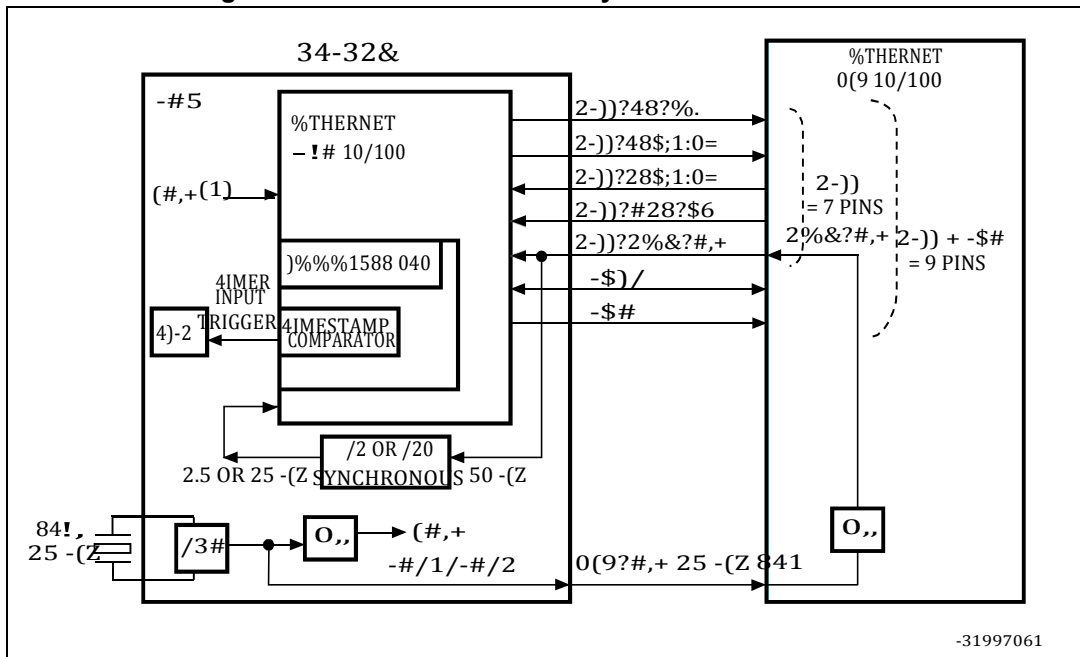 34-32&
-#5
%THERNET
-!# 10/100
(#,+(1)
)%%%1588 040
4IMER
INPUT
TRIGGER
4)-2
4IMESTAMP
COMPARATOR
/2 OR /20
SYNCHRONOUS
2.5 OR 25 -(Z
50 -(Z
84!,
25 -(Z
/3#
0,,
(#,+
-#/1/-#/2
2-))?48?%.
2-))?48$;1:0=
2-))?28$;1:0=
2-))?#28?$6
2-))?2%&?#,+
-$)/
-$#
0(9?#,+ 25 -(Z
841
%THERNET
0(9 10/100
2-))
= 7 PINS
2%&?#,+
2-)) + -$#
= 9 PINS
0,,
-31997061